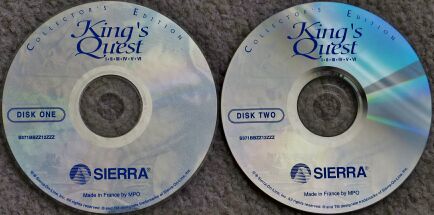 COLLECTOR'S EDITION
King's
Quest
I • II • III • IV • V • VI
DISK ONE
S571BBZZ12ZZZ
SIERRA®
Made in France by MPO
COLLECTOR'S EDITION
King's
Quest
I • II • III • IV • V • VI
DISK TWO
SIERRA®
Made in France by MPO